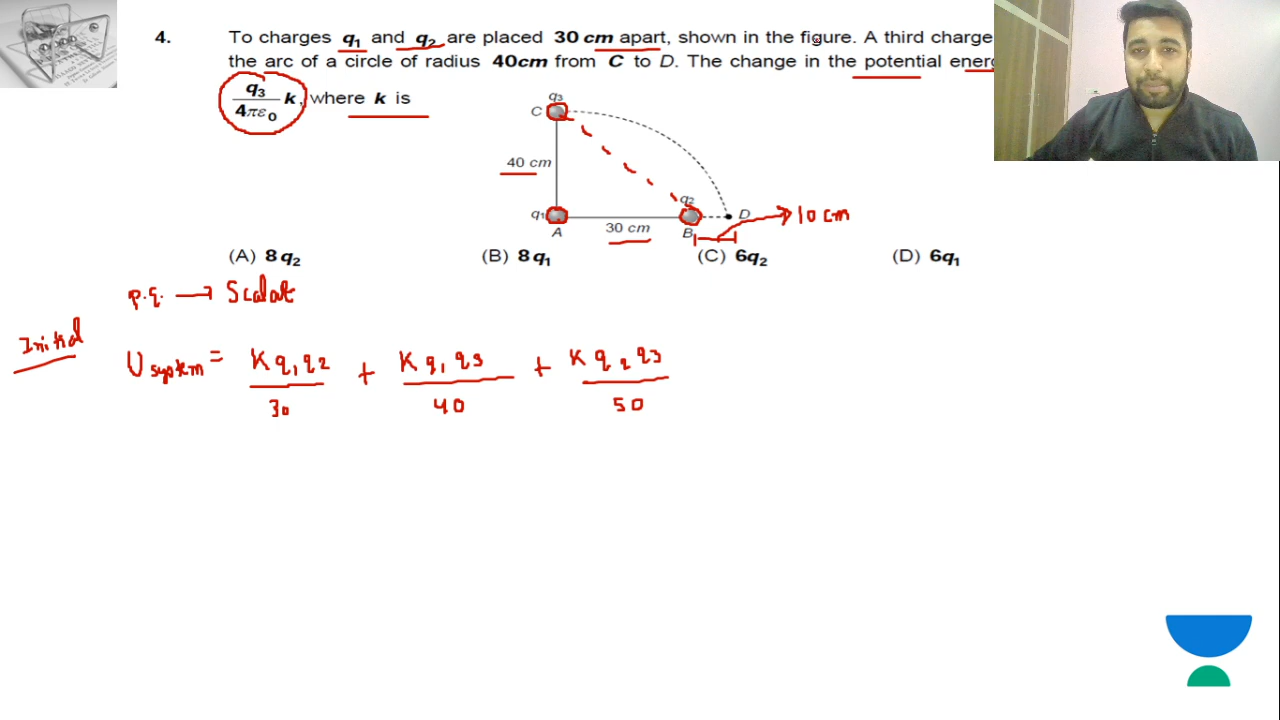 4. To charges q1 and q2 are placed 30 cm apart, shown in the figure. A third charge
the arc of a circle of radius 40cm from C to D. The change in the potential energ
q3
4πε0 k, where k is
q3
C
40 cm
q1
q2
D
10 cm
A
30 cm
B
(A) 8q2 (B) 8q1 (C) 6q2 (D) 6q1
P.E. → Scalar
Initial
U system = Kq1q2 + Kq1q3 + Kq2q3
30 40 50